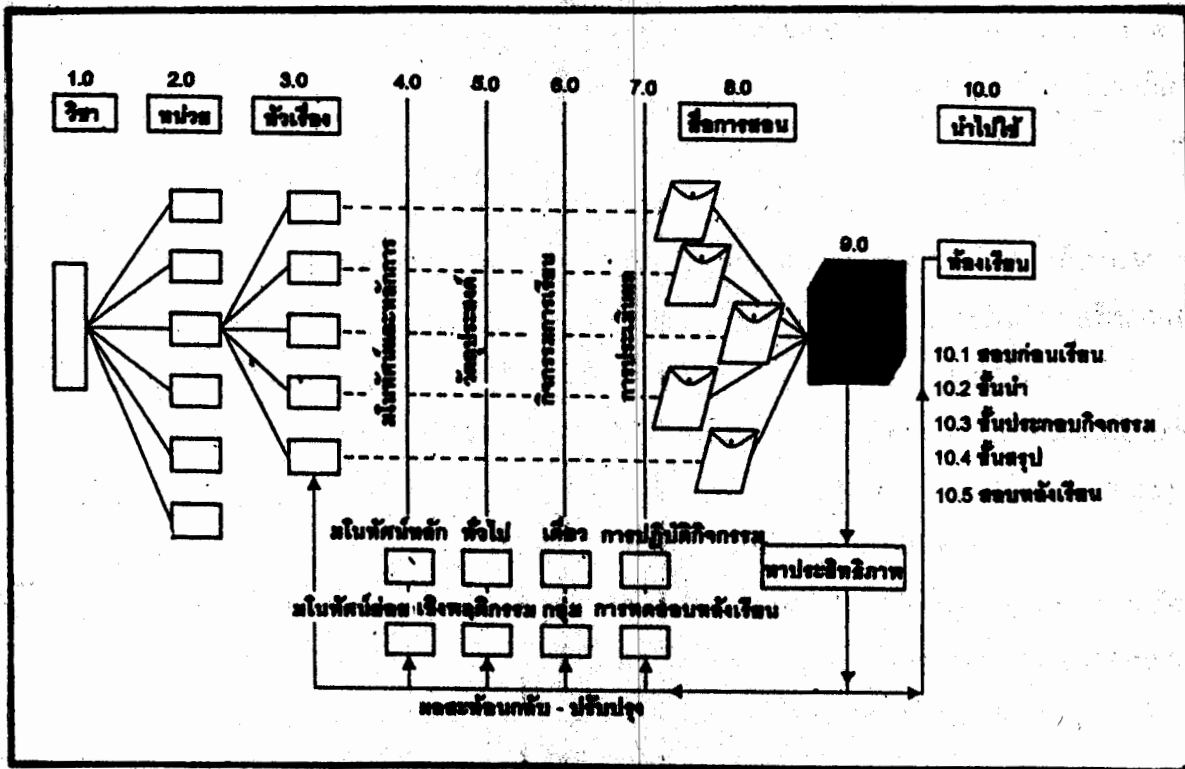 1.0 2.0 3.0 4.0 5.0 6.0 7.0 8.0 10.0
วิชา หน่วย หัวเรื่อง สื่อการสอน นำไปใช้
มโนทัศน์และหลักการ
วัตถุประสงค์
กิจกรรมการเรียน
การประเมินผล
9.0
ห้องเรียน
10.1 สอบก่อนเรียน
10.2 ขั้นนำ
10.3 ขั้นประกอบกิจกรรม
10.4 ขั้นสรุป
10.5 สอบหลังเรียน
มโนทัศน์หลัก ทั่วไป เดี่ยว การปฏิบัติกิจกรรม
หาประสิทธิภาพ
มโนทัศน์ย่อย เชิงพฤติกรรม กลุ่ม การทดสอบหลังเรียน
ผลสะท้อนกลับ - ปรับปรุง